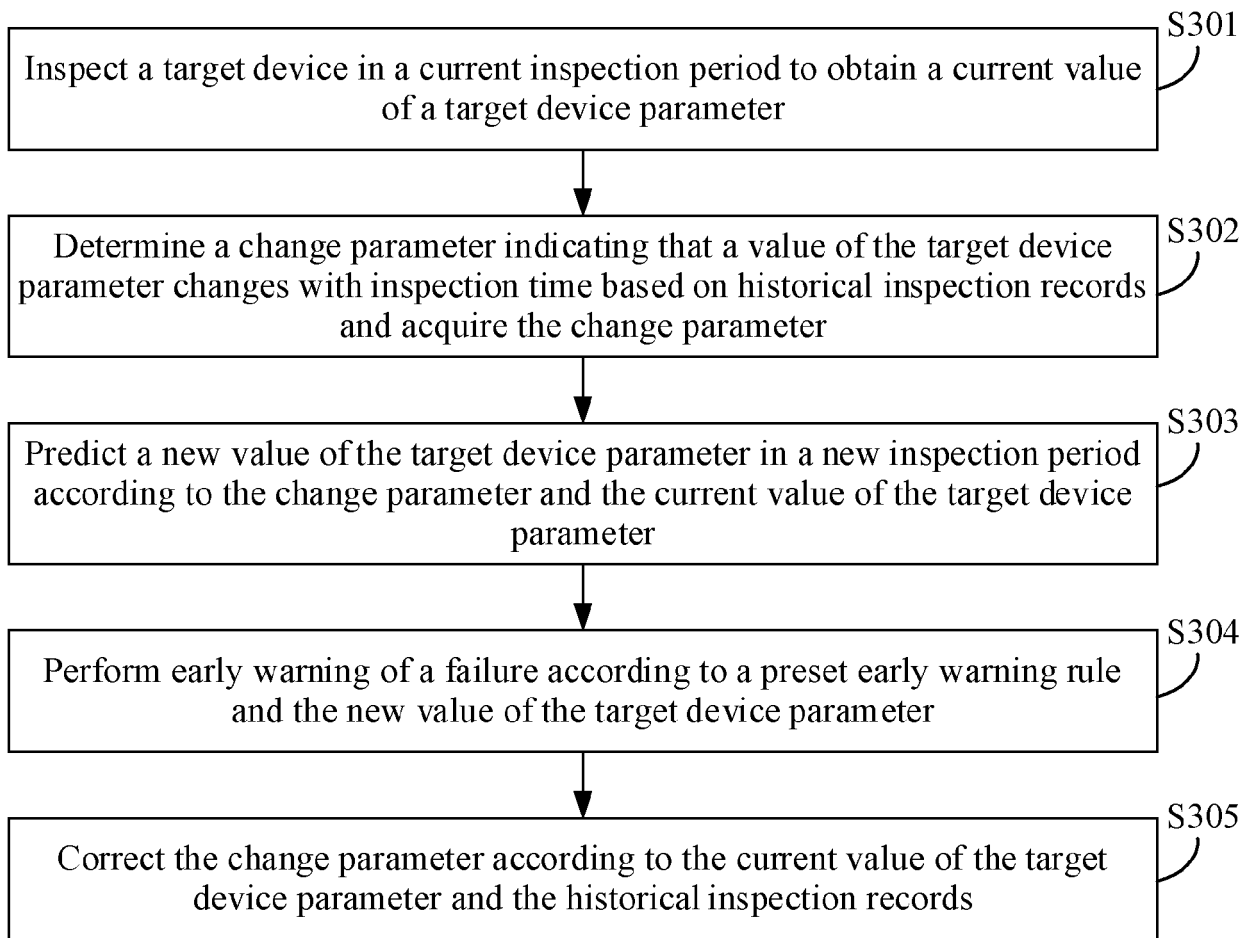 S301
Inspect a target device in a current inspection period to obtain a current value
of a target device parameter
S302
Determine a change parameter indicating that a value of the target device
parameter changes with inspection time based on historical inspection records
and acquire the change parameter
S303
Predict a new value of the target device parameter in a new inspection period
according to the change parameter and the current value of the target device
parameter
S304
Perform early warning of a failure according to a preset early warning rule
and the new value of the target device parameter
S305
Correct the change parameter according to the current value of the target
device parameter and the historical inspection records